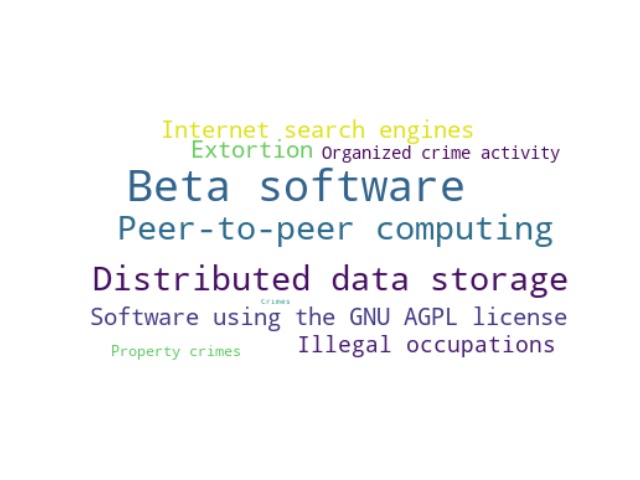 Internet search engines
Extortion
Organized crime activity
Beta software
Peer-to-peer computing
Distributed data storage
Crimes
Software using the GNU AGPL license
Illegal occupations
Property crimes